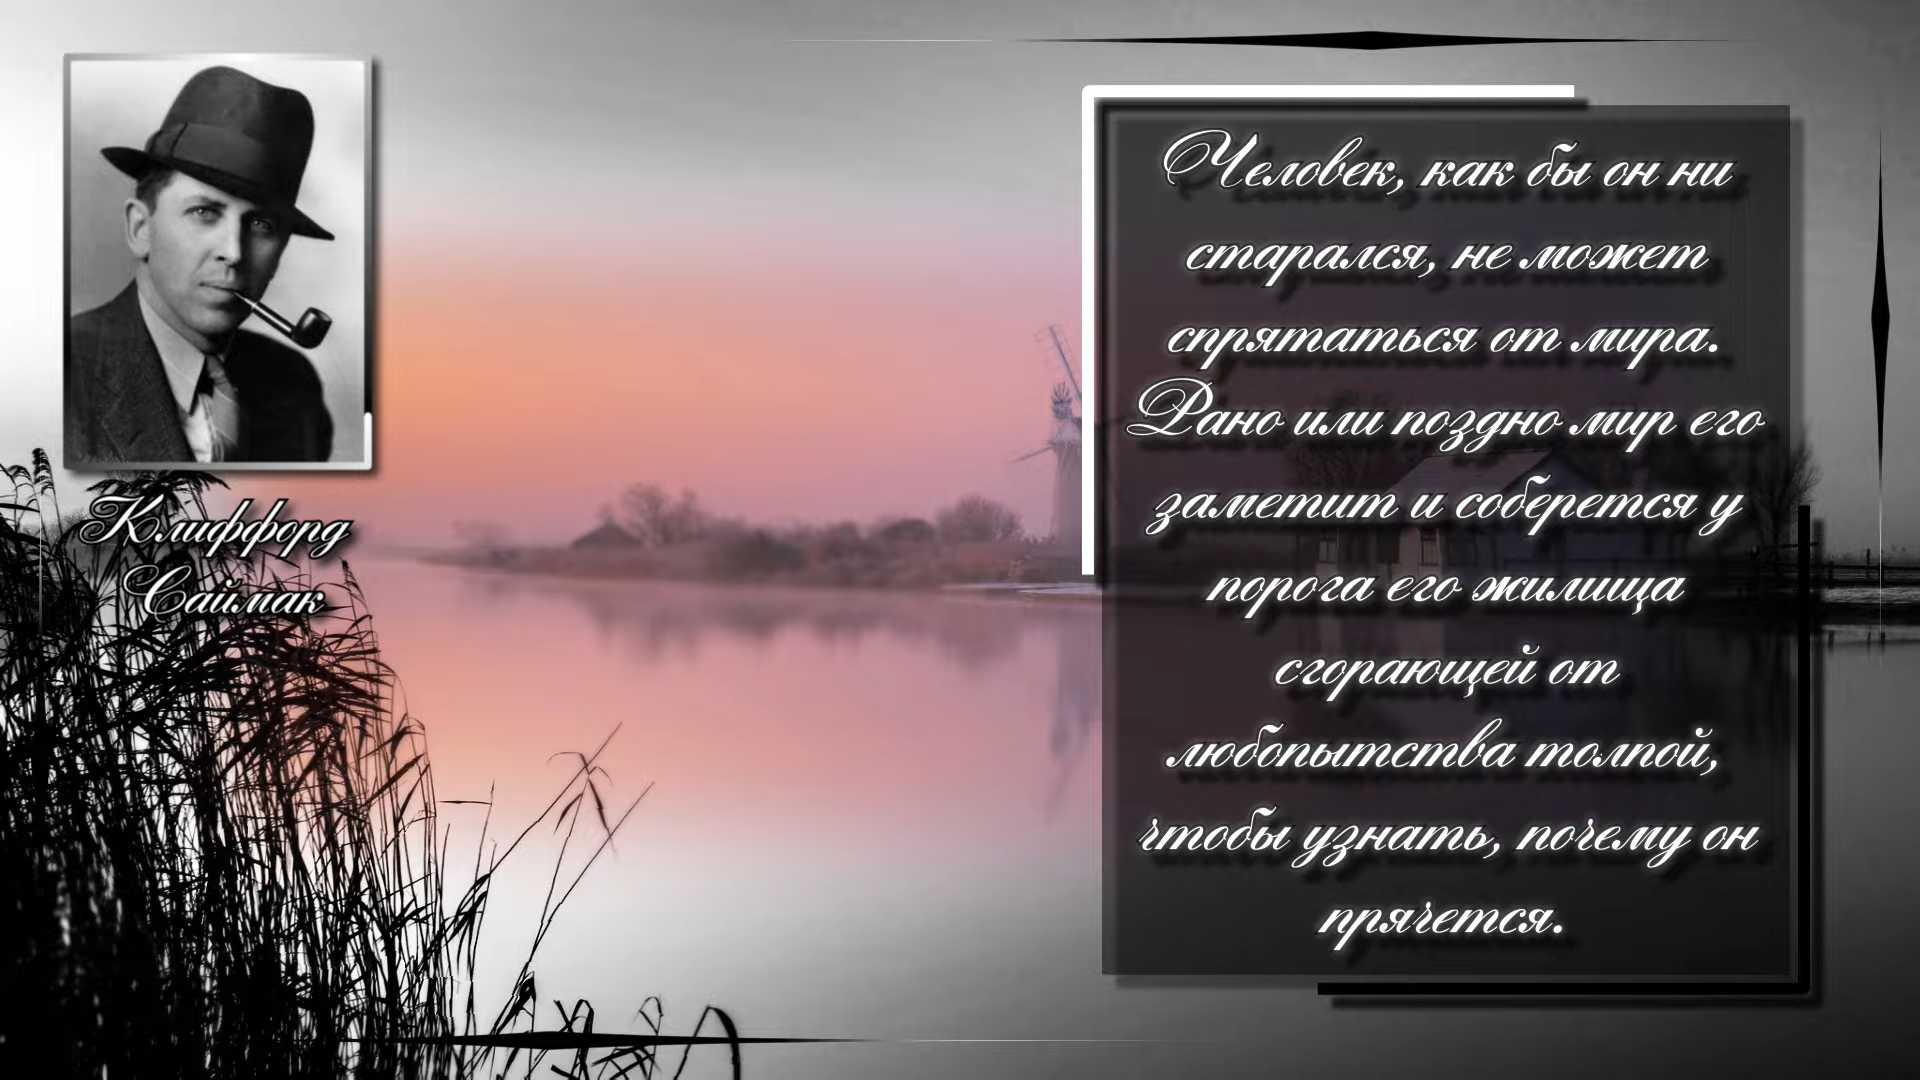 Клиффорд
Саймак
Человек, как бы он ни
старался, не может
спрятаться от мира.
Рано или поздно мир его
заметит и соберется у
порога его жилища
сгорающей от
любопытства толпой,
чтобы узнать, почему он
прячется.